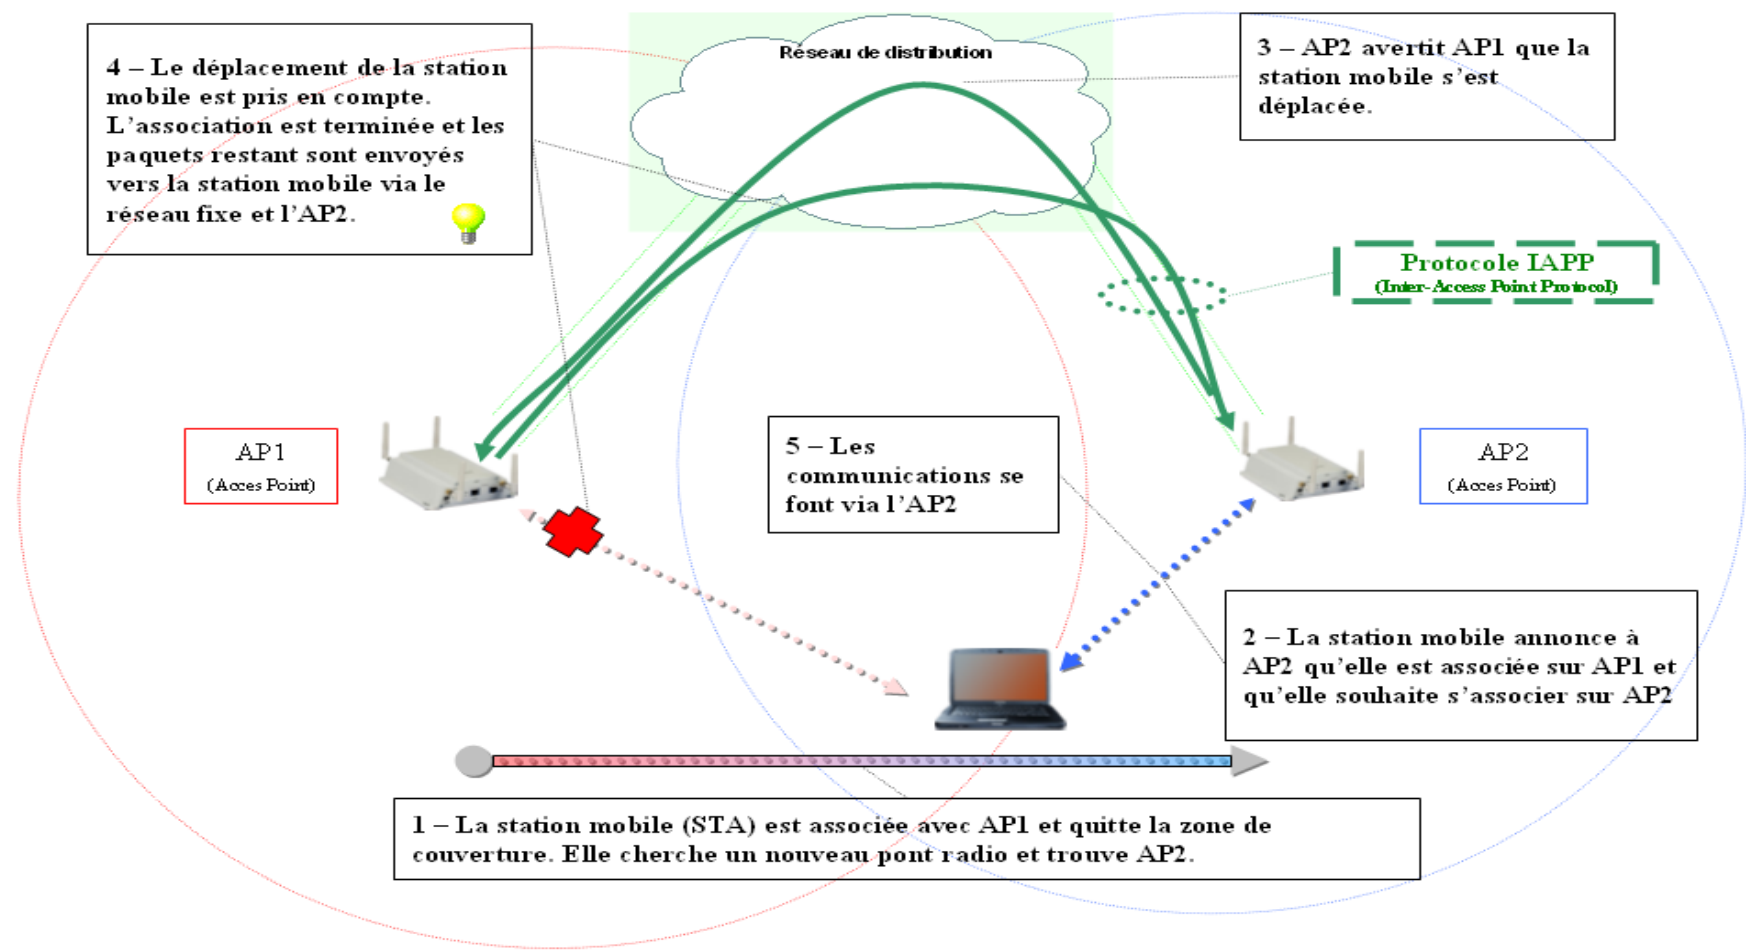 Réseau de distribution
4 – Le déplacement de la station
mobile est pris en compte.
L’association est terminée et les
paquets restant sont envoyés
vers la station mobile via le
réseau fixe et l’AP2.
3 – AP2 avertit AP1 que la
station mobile s’est
déplacée.
Protocole IAPP
(Inter-Access Point Protocol)
AP1
(Acces Point)
5 – Les
communications se
font via l’AP2
AP2
(Acces Point)
2 – La station mobile annonce à
AP2 qu’elle est associée sur AP1 et
qu’elle souhaite s’associer sur AP2
1 – La station mobile (STA) est associée avec AP1 et quitte la zone de
couverture. Elle cherche un nouveau pont radio et trouve AP2.